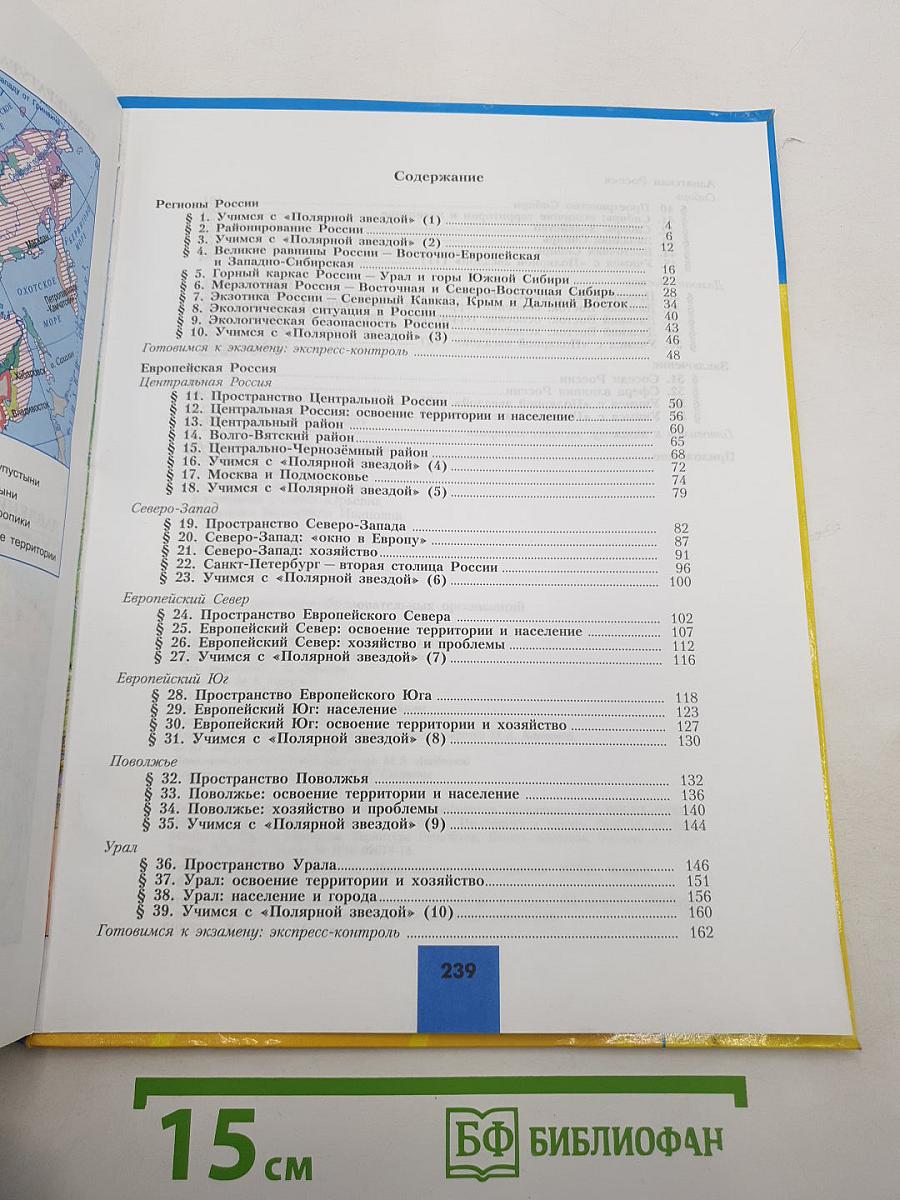 ОХОТСКОЕ
МОРЕ
Магадан
Хабаровск
Владивосток
е территории
Содержание
Регионы России
§ 1. Учимся с «Полярной звездой» (1) 4
§ 2. Районирование России 6
§ 3. Учимся с «Полярной звездой» (2) 12
§ 4. Великие равнины России — Восточно-Европейская
и Западно-Сибирская 16
§ 5. Горный каркас России — Урал и горы Южной Сибири 22
§ 6. Мерзлотная Россия — Восточная и Северо-Восточная Сибирь 28
§ 7. Экзотика России — Северный Кавказ, Крым и Дальний Восток 34
§ 8. Экологическая ситуация в России 40
§ 9. Экологическая безопасность России 43
§ 10. Учимся с «Полярной звездой» (3) 46
Готовимся к экзамену: экспресс-контроль 48
Европейская Россия
Центральная Россия
§ 11. Пространство Центральной России 50
§ 12. Центральная Россия: освоение территории и население 56
§ 13. Центральный район 60
§ 14. Волго-Вятский район 65
§ 15. Центрально-Чернозёмный район 68
§ 16. Учимся с «Полярной звездой» (4) 72
§ 17. Москва и Подмосковье 74
§ 18. Учимся с «Полярной звездой» (5) 79
Северо-Запад
§ 19. Пространство Северо-Запада 82
§ 20. Северо-Запад: «окно в Европу» 87
§ 21. Северо-Запад: хозяйство 91
§ 22. Санкт-Петербург — вторая столица России 96
§ 23. Учимся с «Полярной звездой» (6) 100
Европейский Север
§ 24. Пространство Европейского Севера 102
§ 25. Европейский Север: освоение территории и население 107
§ 26. Европейский Север: хозяйство и проблемы 112
§ 27. Учимся с «Полярной звездой» (7) 116
Европейский Юг
§ 28. Пространство Европейского Юга 118
§ 29. Европейский Юг: население 123
§ 30. Европейский Юг: освоение территории и хозяйство 127
§ 31. Учимся с «Полярной звездой» (8) 130
Поволжье
§ 32. Пространство Поволжья 132
§ 33. Поволжье: освоение территории и население 136
§ 34. Поволжье: хозяйство и проблемы 140
§ 35. Учимся с «Полярной звездой» (9) 144
Урал
§ 36. Пространство Урала 146
§ 37. Урал: освоение территории и хозяйство 151
§ 38. Урал: население и города 156
§ 39. Учимся с «Полярной звездой» (10) 160
Готовимся к экзамену: экспресс-контроль 162
239
15 см
БФ БИБЛИОФАН